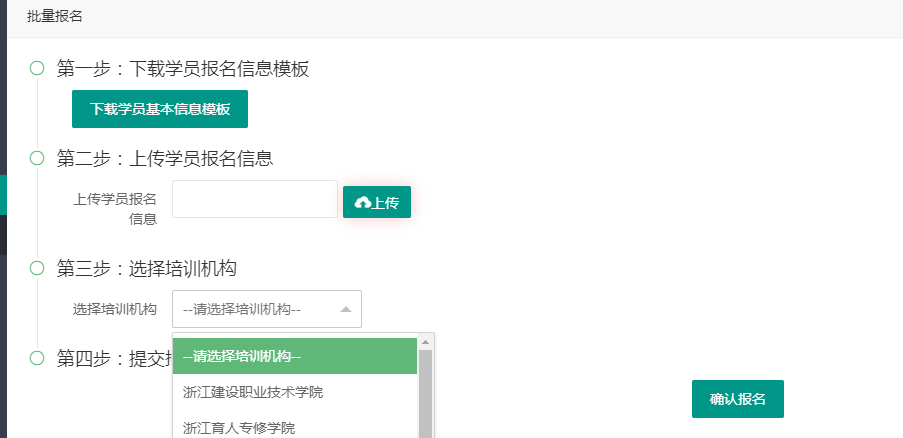 批量报名
第一步：下载学员报名信息模板
下载学员基本信息模板
第二步：上传学员报名信息
上传学员报名
信息
上传
第三步：选择培训机构
选择培训机构
--请选择培训机构--
第四步：提交
--请选择培训机构--
浙江建设职业技术学院
确认报名
浙江育人专修学院